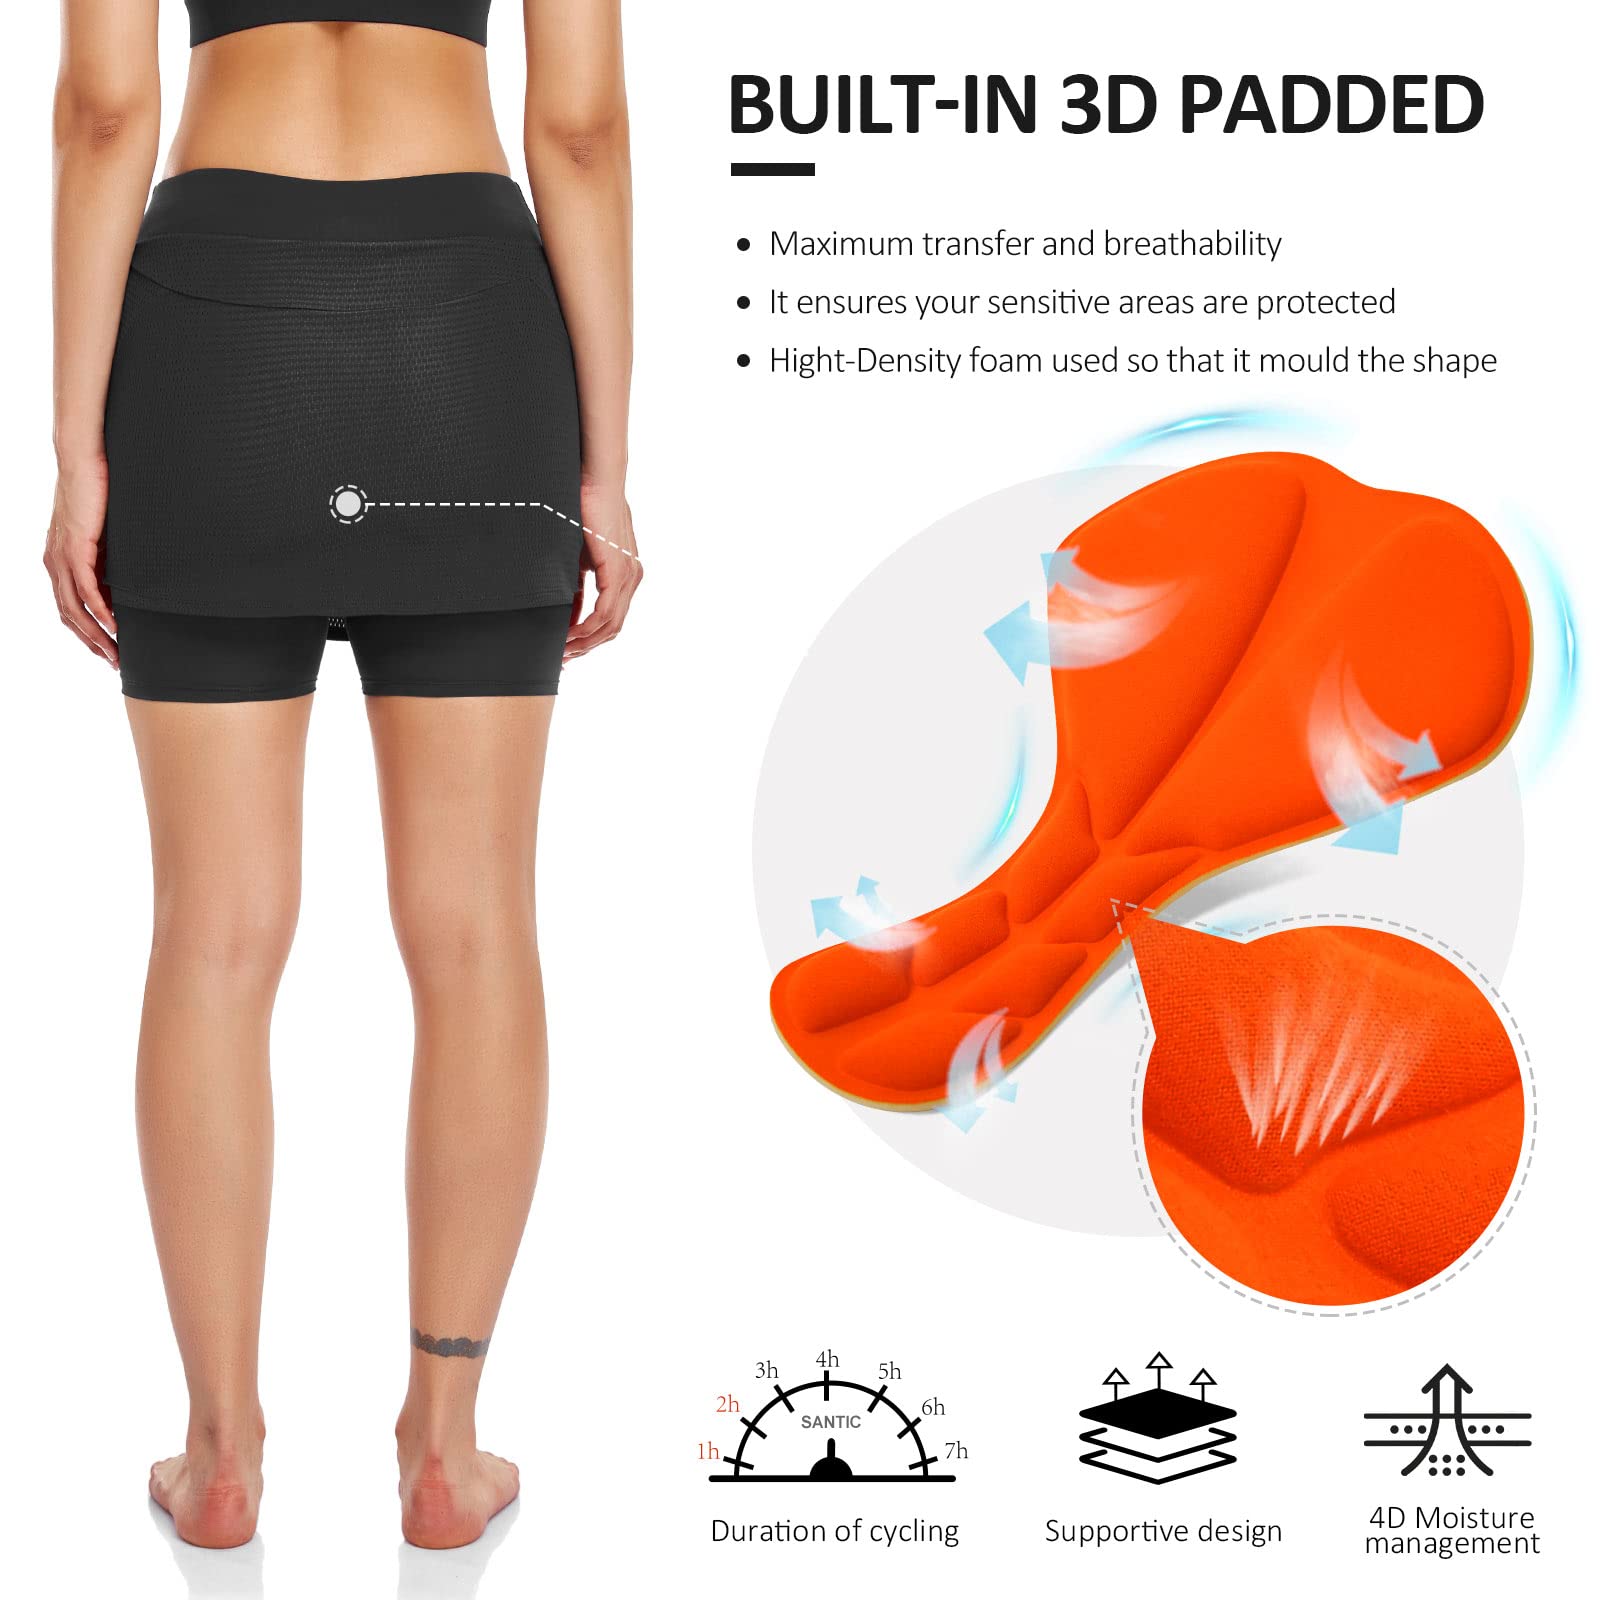 BUILT-IN 3D PADDED
Maximum transfer and breathability
It ensures your sensitive areas are protected
Hight-Density foam used so that it mould the shape
1h
2h
3h
4h
5h
6h
7h
SANTIC
Duration of cycling
Supportive design
4D Moisture
management